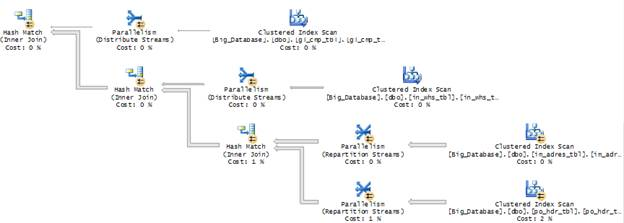 Hash Match
(Inner Join)
Cost: 0 %
Parallelism
(Distribute Streams)
Cost: 0 %
Clustered Index Scan
[Big_Database].[dbo].[gl_cmp_tbl].[gl_cmp_t…
Cost: 0 %
Hash Match
(Inner Join)
Cost: 0 %
Parallelism
(Distribute Streams)
Cost: 0 %
Clustered Index Scan
[Big_Database].[dbo].[in_whs_tbl].[in_whs_t…
Cost: 0 %
Hash Match
(Inner Join)
Cost: 1 %
Parallelism
(Repartition Streams)
Cost: 0 %
Clustered Index Scan
[Big_Database].[dbo].[im_adres_tbl].[im_adr…
Cost: 0 %
Parallelism
(Repartition Streams)
Cost: 1 %
Clustered Index Scan
[Big_Database].[dbo].[po_hdr_tbl].[po_hdr_t…
Cost: 2 %